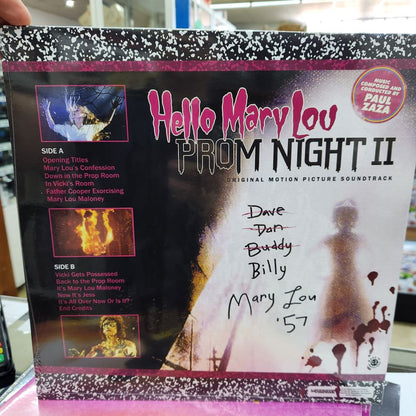 Hello Mary Lou
PROM NIGHT II
ORIGINAL MOTION PICTURE SOUNDTRACK
MUSIC
COMPOSED AND
CONDUCTED BY
PAUL
ZAZA
SIDE A
Opening Titles
Mary Lou's Confession
Down in the Prop Room
In Vicki's Room
Father Cooper Exorcising
Mary Lou Maloney
SIDE B
Vicki Gets Possessed
Back to the Prop Room
It's Mary Lou Maloney
Now It's Jess
It's All Over Now Or Is It?
End Credits
Dave
Dan
Buddy
Billy
Mary Lou
'57